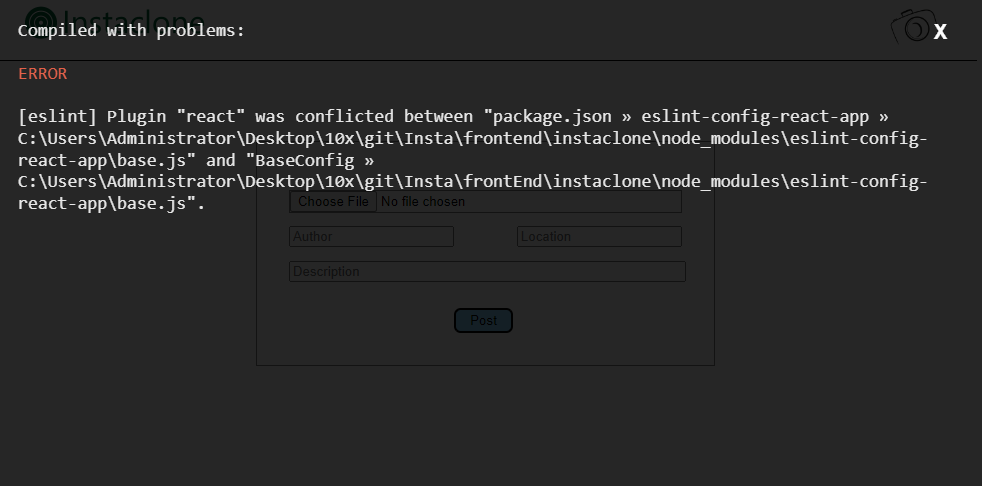 Instaclone
Compiled with problems:
X
ERROR
[eslint] Plugin "react" was conflicted between "package.json » eslint-config-react-app »
C:\Users\Administrator\Desktop\10x\git\Insta\frontend\instaclone\node_modules\eslint-config-
react-app\base.js" and "BaseConfig »
C:\Users\Administrator\Desktop\10x\git\Insta\frontEnd\instaclone\node_modules\eslint-config-
react-app\base.js".
Choose File No file chosen
Author Location
Description
Post